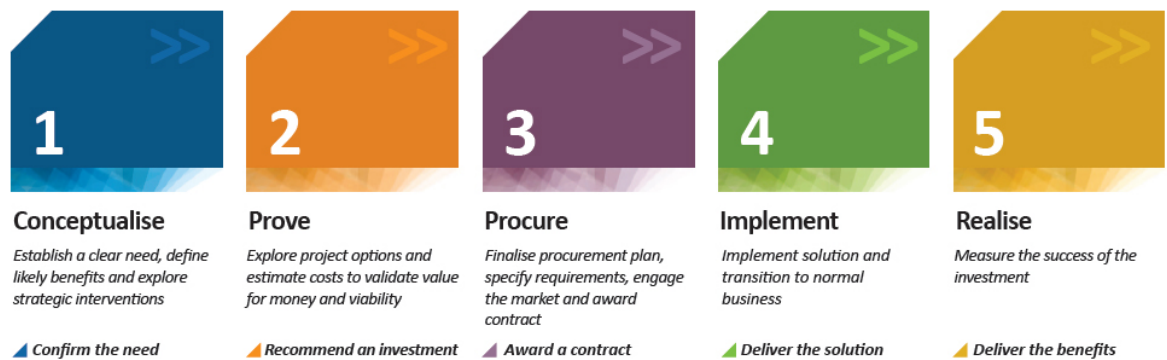 1
Conceptualise
Establish a clear need, define
likely benefits and explore
strategic interventions
Confirm the need
2
Prove
Explore project options and
estimate costs to validate value
for money and viability
Recommend an investment
3
Procure
Finalise procurement plan,
specify requirements, engage
the market and award
contract
Award a contract
4
Implement
Implement solution and
transition to normal
business
Deliver the solution
5
Realise
Measure the success of the
investment
Deliver the benefits